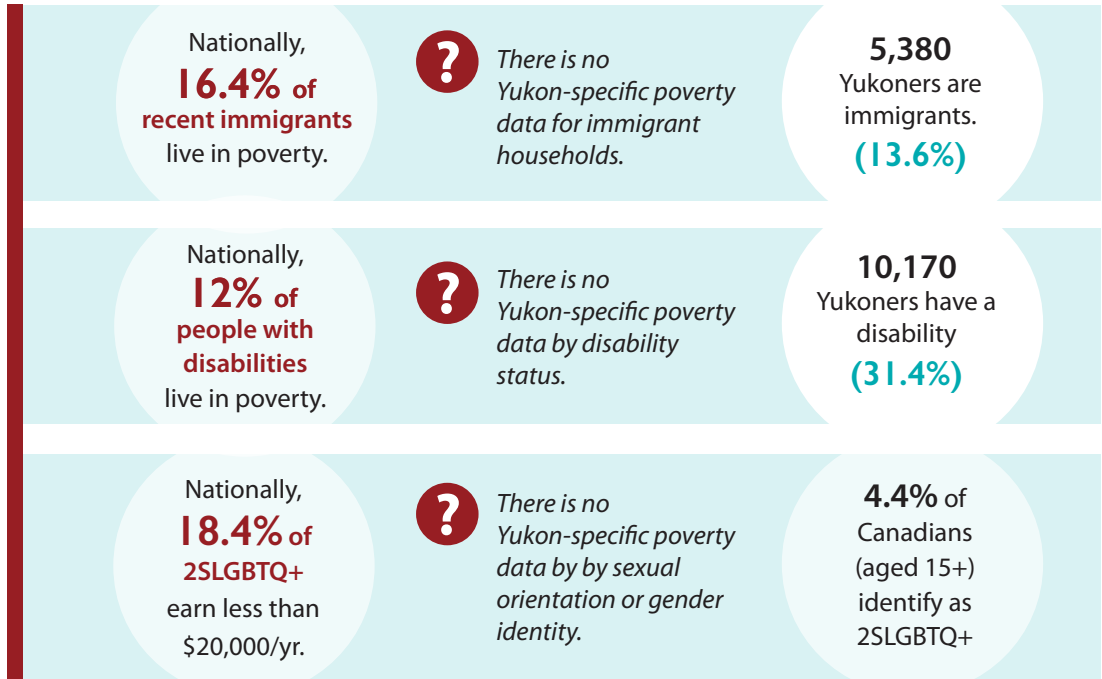 Nationally,
16.4% of
recent immigrants
live in poverty.
?
There is no
Yukon-specific poverty
data for immigrant
households.
5,380
Yukoners are
immigrants.
(13.6%)
Nationally,
12% of
people with
disabilities
live in poverty.
?
There is no
Yukon-specific poverty
data by disability
status.
10,170
Yukoners have a
disability
(31.4%)
Nationally,
18.4% of
2SLGBTQ+
earn less than
$20,000/yr.
?
There is no
Yukon-specific poverty
data by by sexual
orientation or gender
identity.
4.4% of
Canadians
(aged 15+)
identify as
2SLGBTQ+